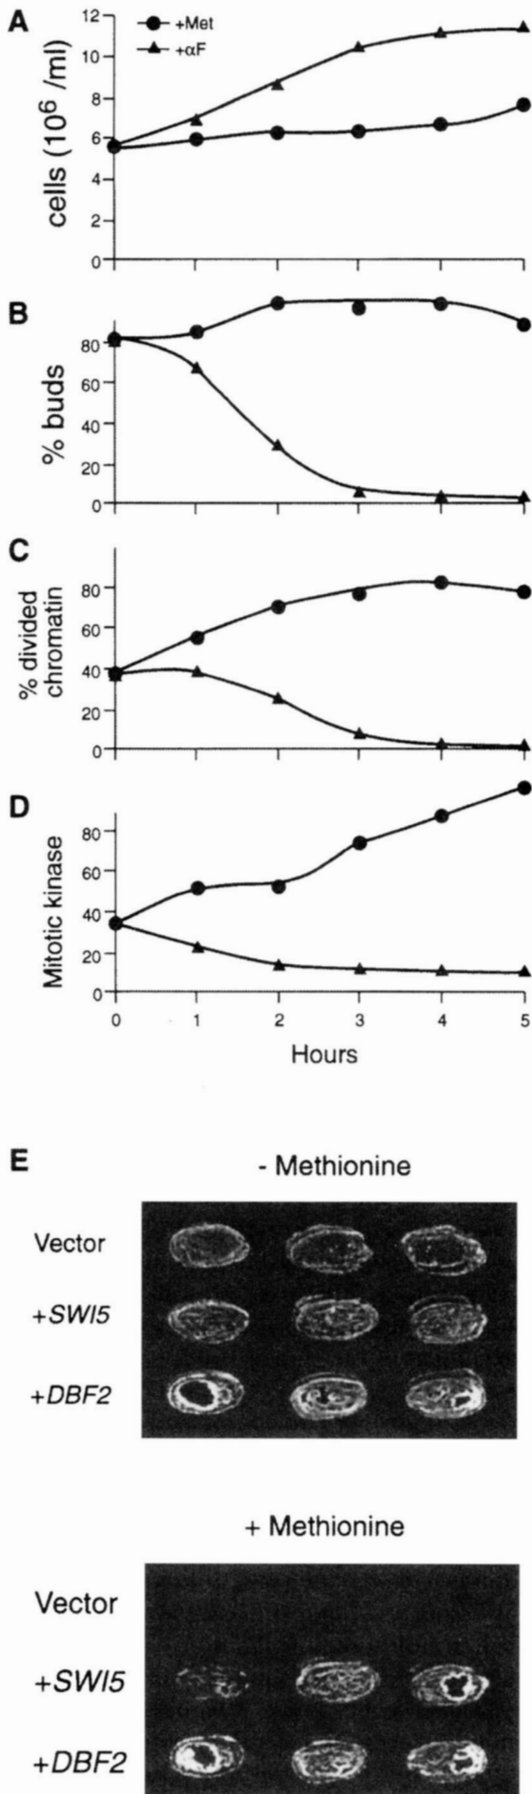 A
+Met
+αF
cells (10⁶ /ml)
12
10
8
6
4
2
0
B
% buds
80
60
40
20
0
C
% divided
chromatin
80
60
40
20
0
D
Mitotic kinase
80
60
40
20
0
0 1 2 3 4 5
Hours
E
- Methionine
Vector
+SWI5
+DBF2
+ Methionine
Vector
+SWI5
+DBF2